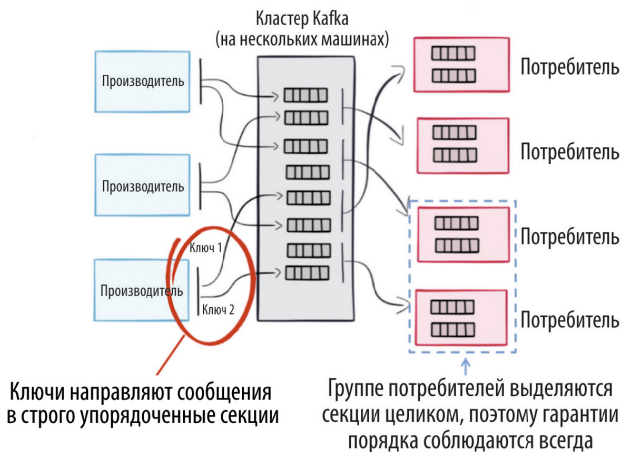 Кластер Kafka
(на нескольких машинах)
Производитель
Потребитель
Потребитель
Производитель
Потребитель
Ключ 1
Производитель
Ключ 2
Потребитель
Ключи направляют сообщения
в строго упорядоченные секции
Группе потребителей выделяются
секции целиком, поэтому гарантии
порядка соблюдаются всегда